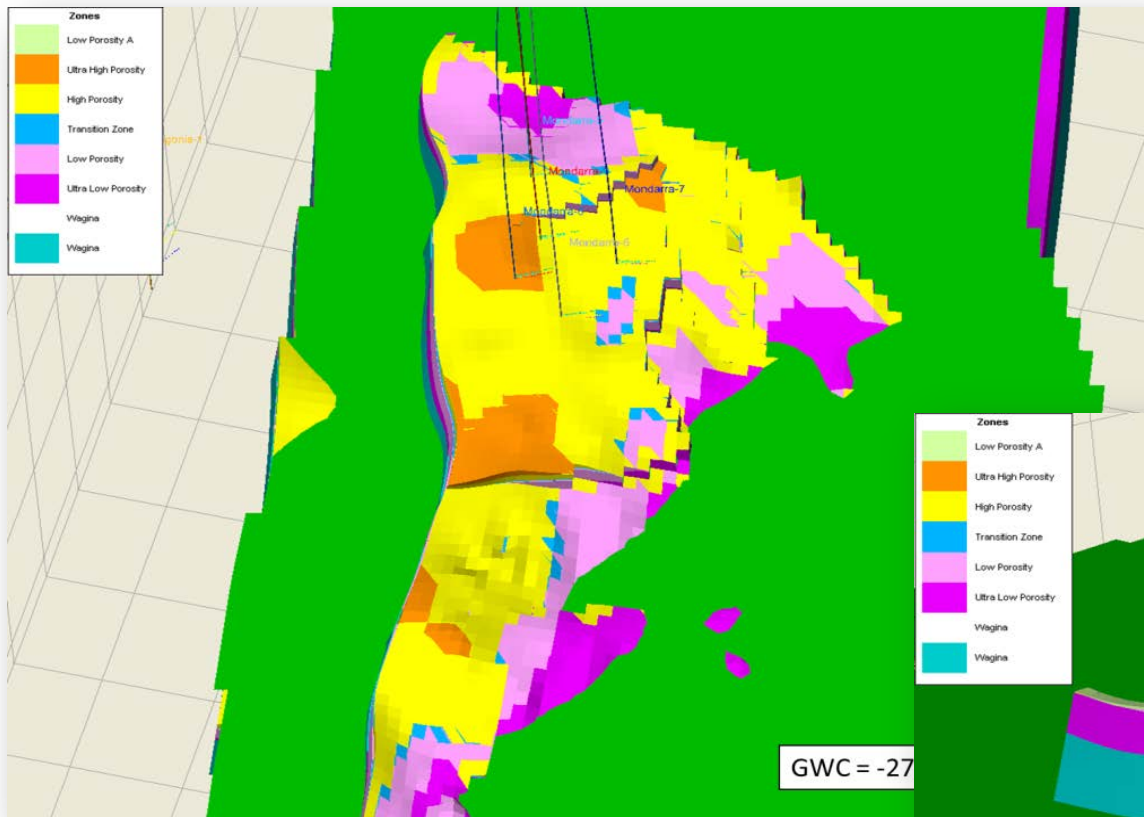 Zones
Low Porosity A
Ultra High Porosity
High Porosity
Transition Zone
Low Porosity
Ultra Low Porosity
Wagina
Wagina
Mondarra-7
Mondarra-6
GWC = -27
Zones
Low Porosity A
Ultra High Porosity
High Porosity
Transition Zone
Low Porosity
Ultra Low Porosity
Wagina
Wagina